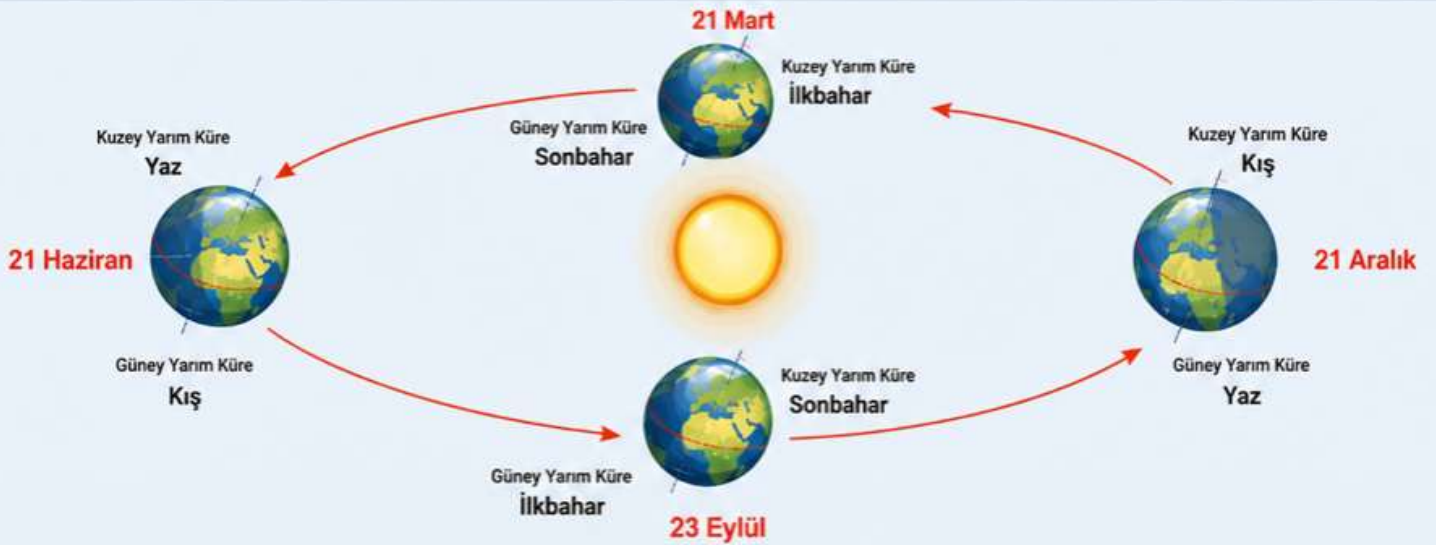 21 Mart
Kuzey Yarım Küre
İlkbahar
Güney Yarım Küre
Sonbahar
Kuzey Yarım Küre
Yaz
21 Haziran
Güney Yarım Küre
Kış
Kuzey Yarım Küre
Kış
21 Aralık
Güney Yarım Küre
Yaz
Kuzey Yarım Küre
Sonbahar
Güney Yarım Küre
İlkbahar
23 Eylül